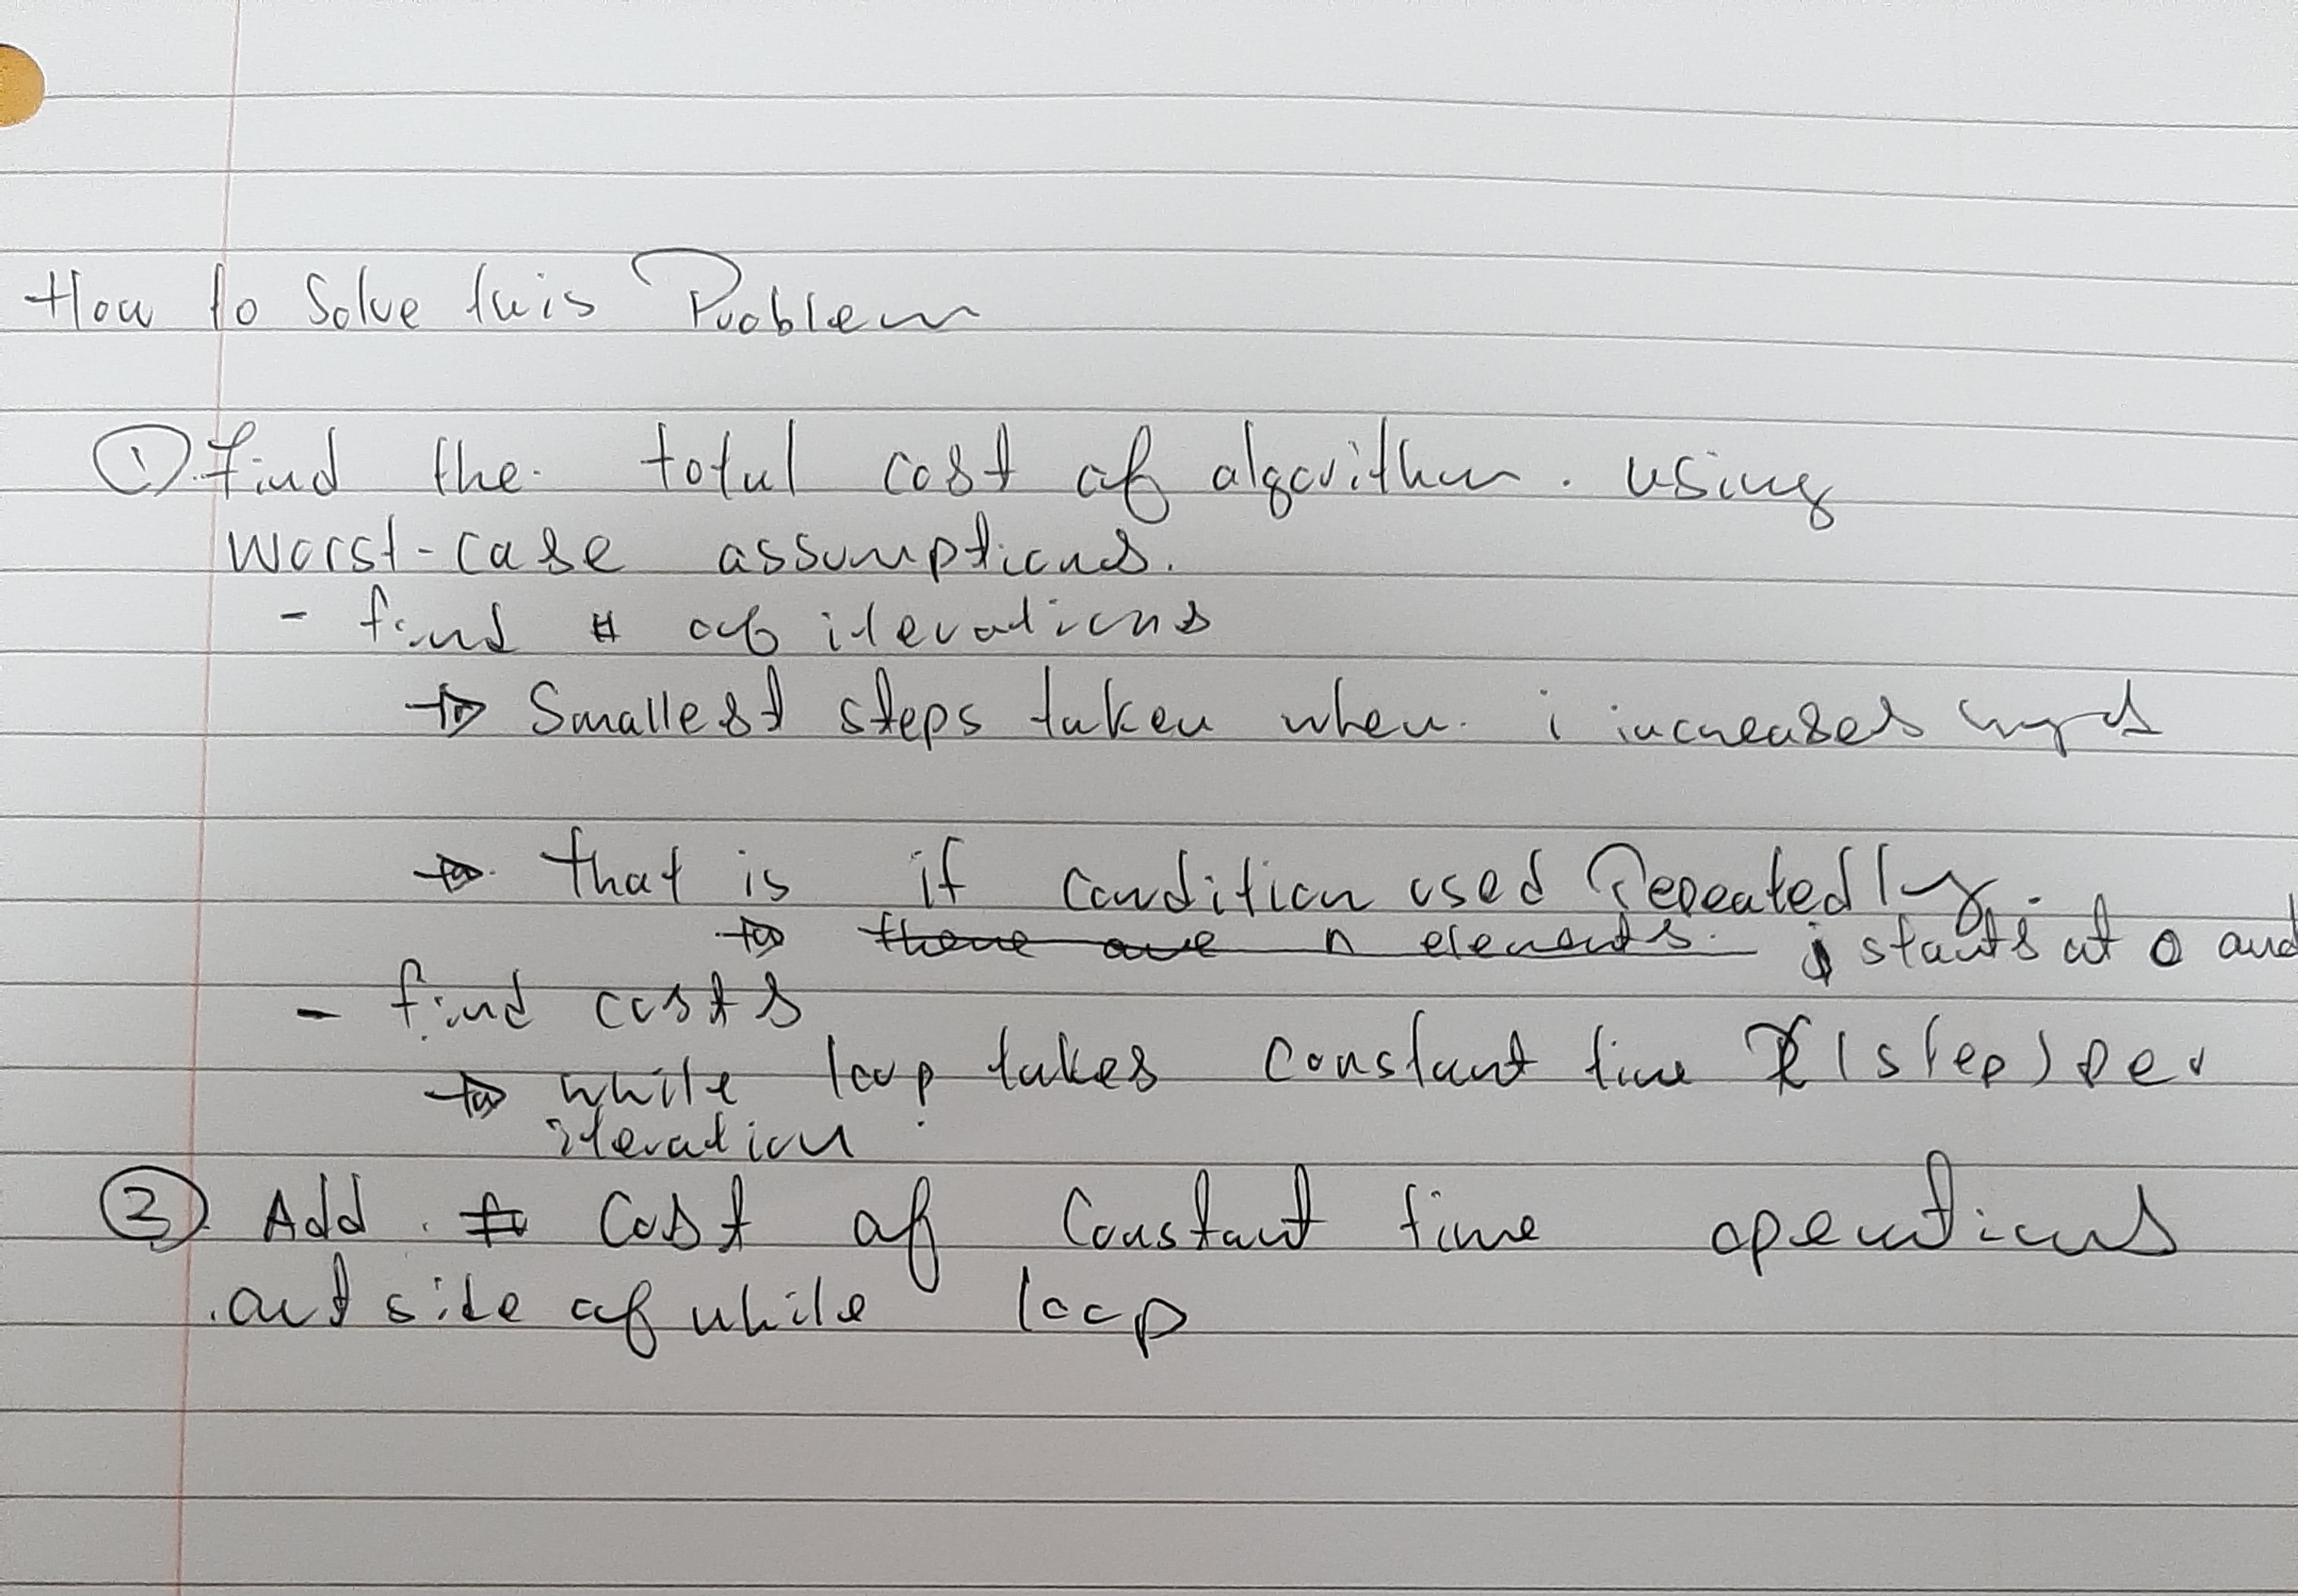 How to Solve this Problem
① find the total cost of algorithm. using
worst-case assumptions.
- find # of iterations
→ Smallest steps taken when i increases
→ that is if condition used repeatedly.
→ there are n elements. j starts at 0 and
- find costs
→ while loop takes constant time (step) per
iteration
② Add cost of constant time operations
outside of while loop